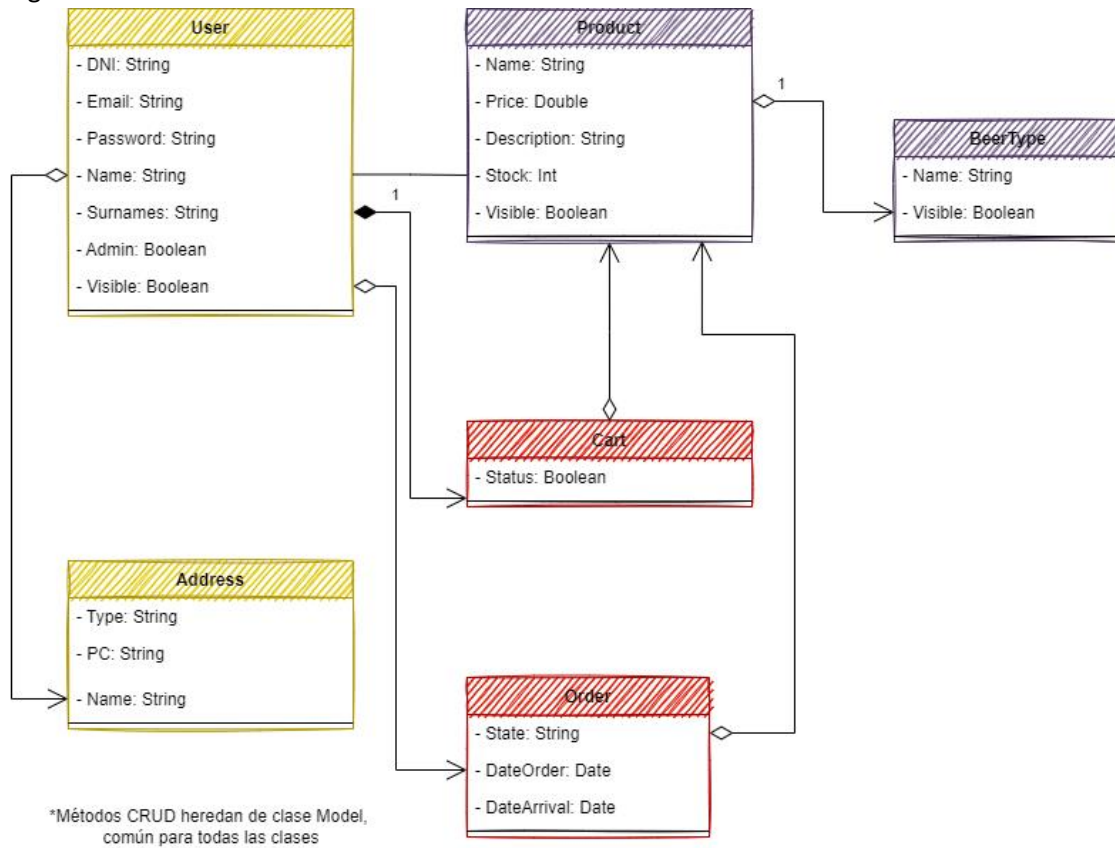 User
- DNI: String
- Email: String
- Password: String
- Name: String
- Surnames: String
- Admin: Boolean
- Visible: Boolean
1
Product
- Name: String
- Price: Double
- Description: String
- Stock: Int
- Visible: Boolean
1
BeerType
- Name: String
- Visible: Boolean
Cart
- Status: Boolean
Address
- Type: String
- PC: String
- Name: String
Order
- State: String
- DateOrder: Date
- DateArrival: Date
*Métodos CRUD heredan de clase Model,
común para todas las clases